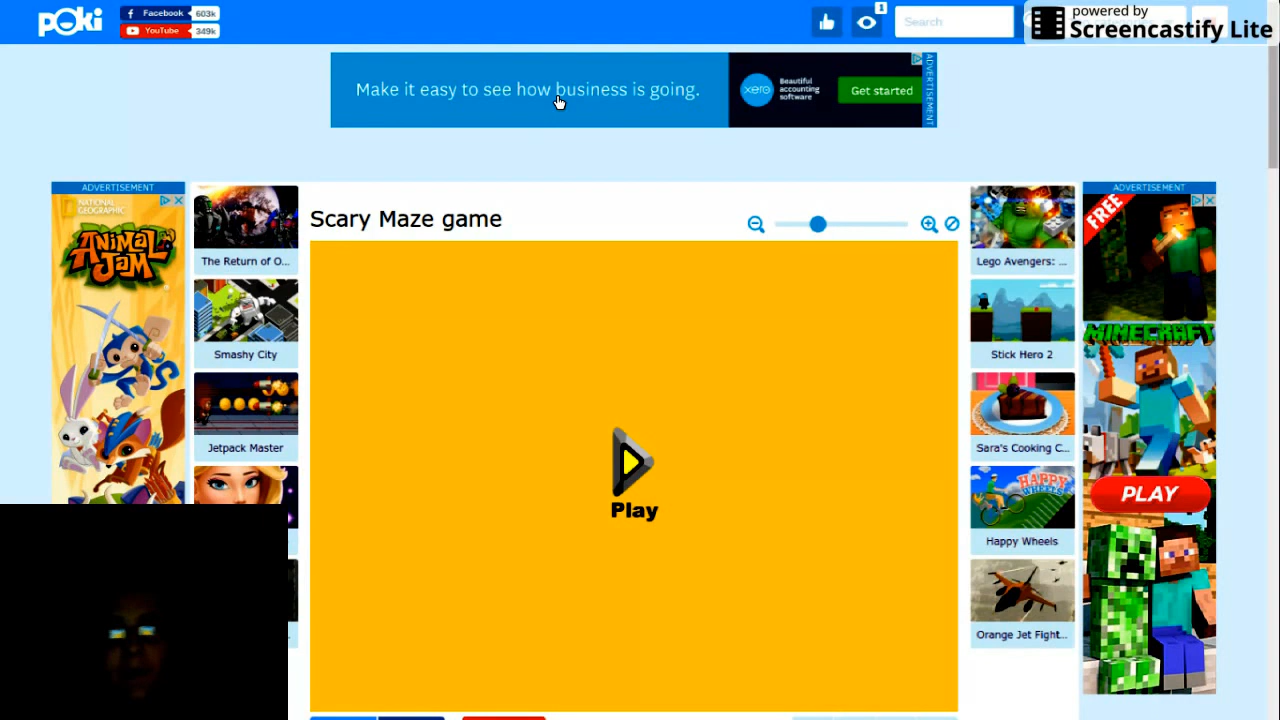 poki
Facebook 603k
YouTube 349k
1
Search
powered by
Screencastify Lite
Make it easy to see how business is going.
xero
Beautiful
accounting
software
Get started
ADVERTISEMENT
ADVERTISEMENT
NATIONAL
GEOGRAPHIC
ANIMAL
JAM
The Return of O...
Smashy City
Jetpack Master
Scary Maze game
Play
Lego Avengers: ...
Stick Hero 2
Sara's Cooking C...
HAPPY
WHEELS
Happy Wheels
Orange Jet Fight...
ADVERTISEMENT
FREE
MINECRAFT
PLAY